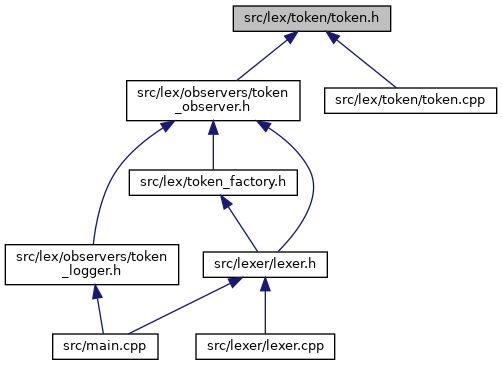 src/lex/token/token.h
src/lex/observers/token
_observer.h
src/lex/token/token.cpp
src/lex/token_factory.h
src/lex/observers/token
_logger.h
src/lexer/lexer.h
src/main.cpp
src/lexer/lexer.cpp